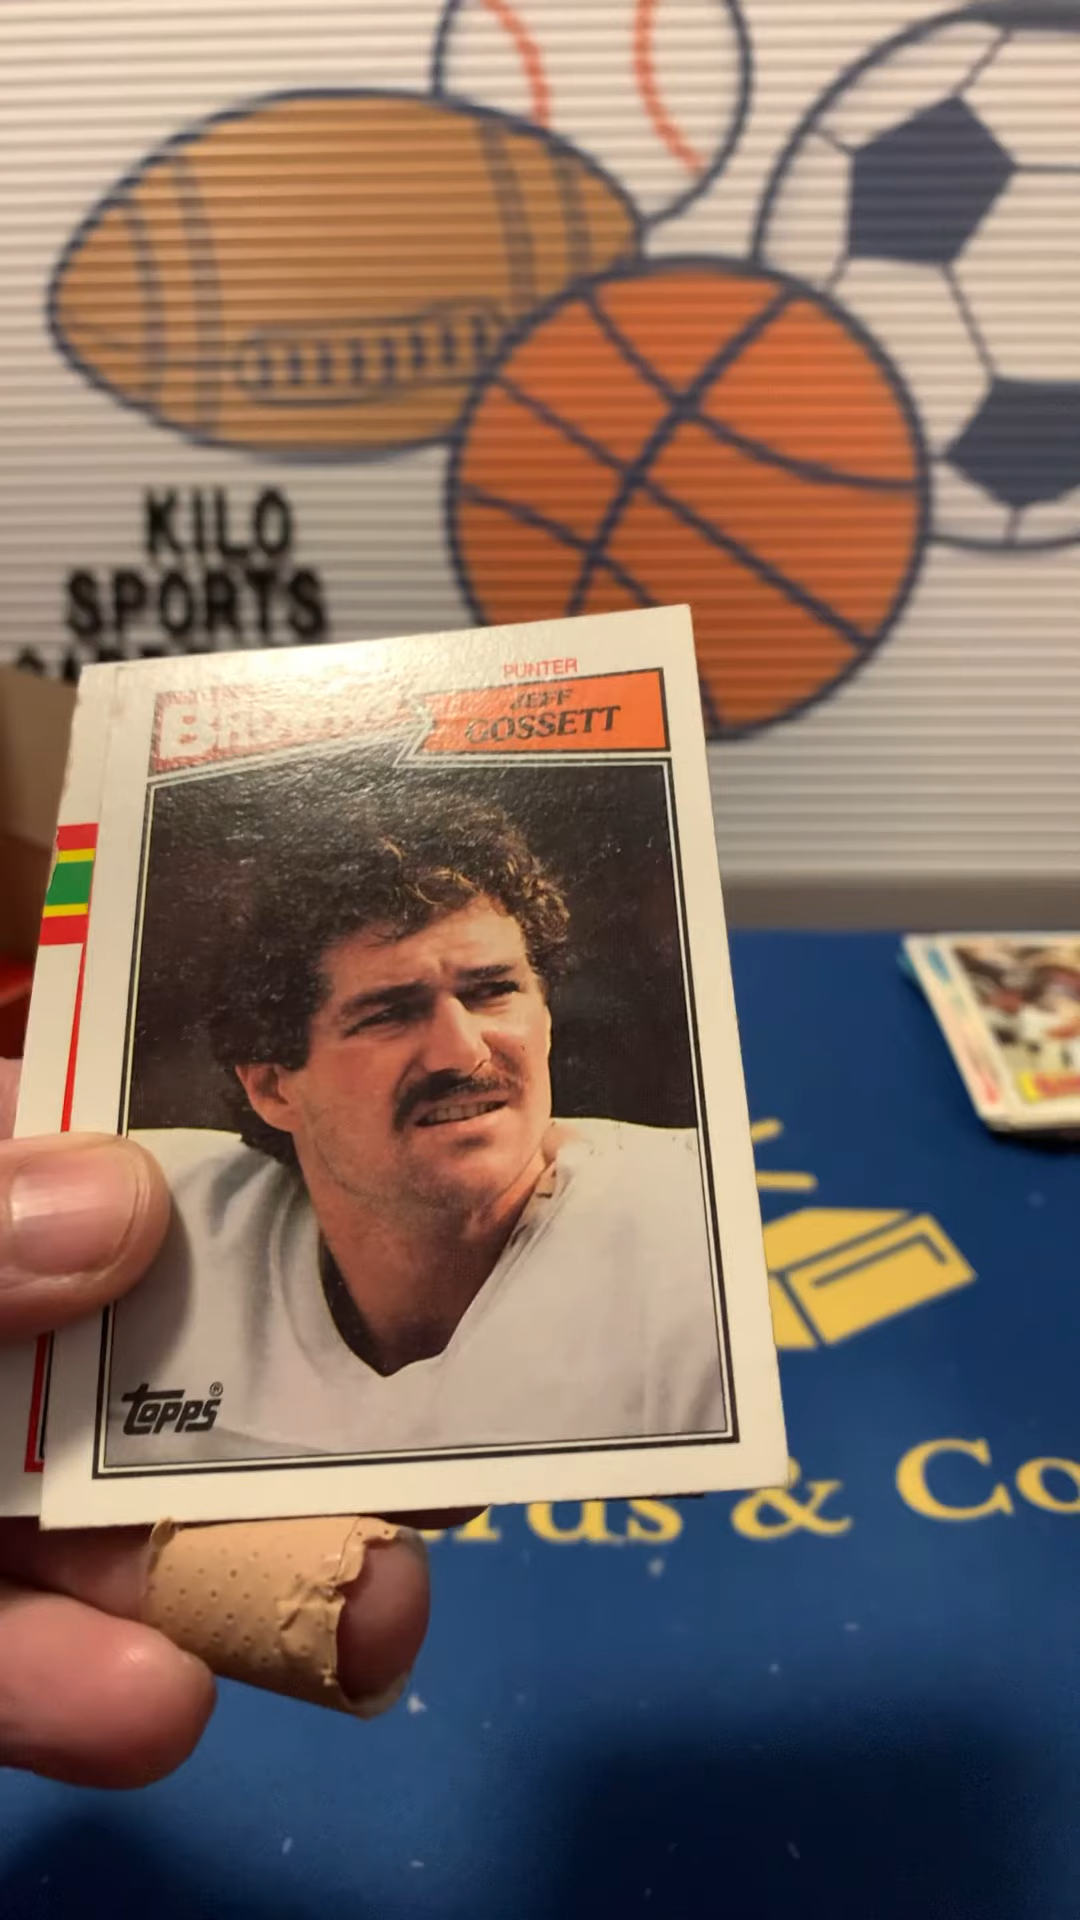 KILO
SPORTS
PUNTER
BROWNS
JEFF
GOSSETT
TOPPS®
& Co